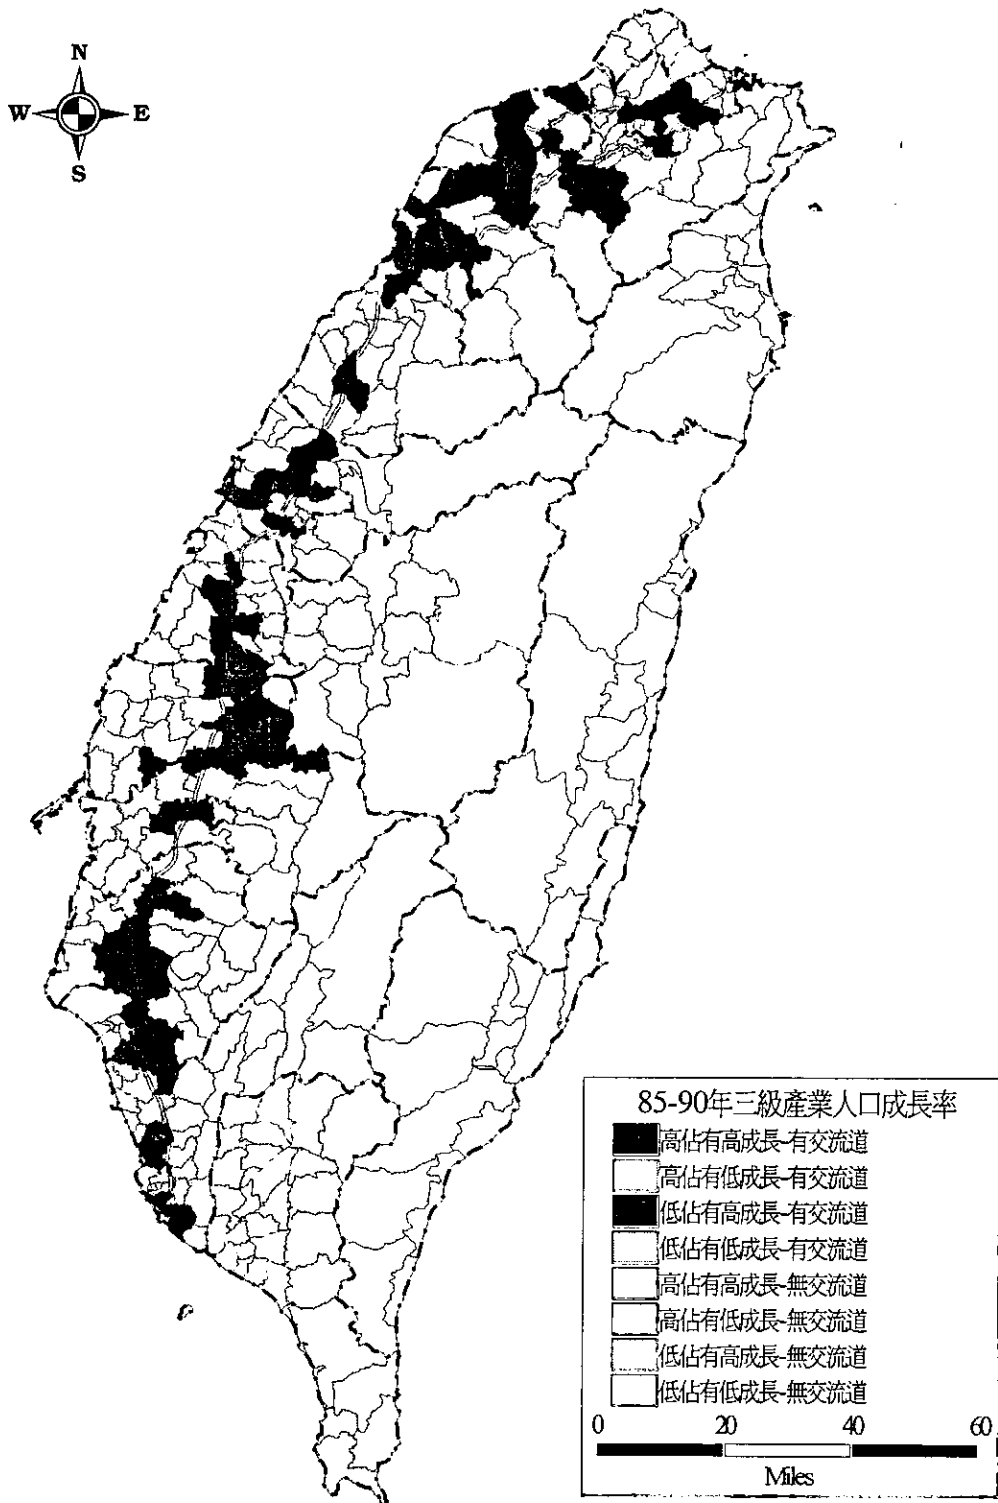 N
W E
S
85-90年三級產業人口成長率
高佔有高成長-有交流道
高佔有低成長-有交流道
低佔有高成長-有交流道
低佔有低成長-有交流道
高佔有高成長-無交流道
高佔有低成長-無交流道
低佔有高成長-無交流道
低佔有低成長-無交流道
0 20 40 60
Miles